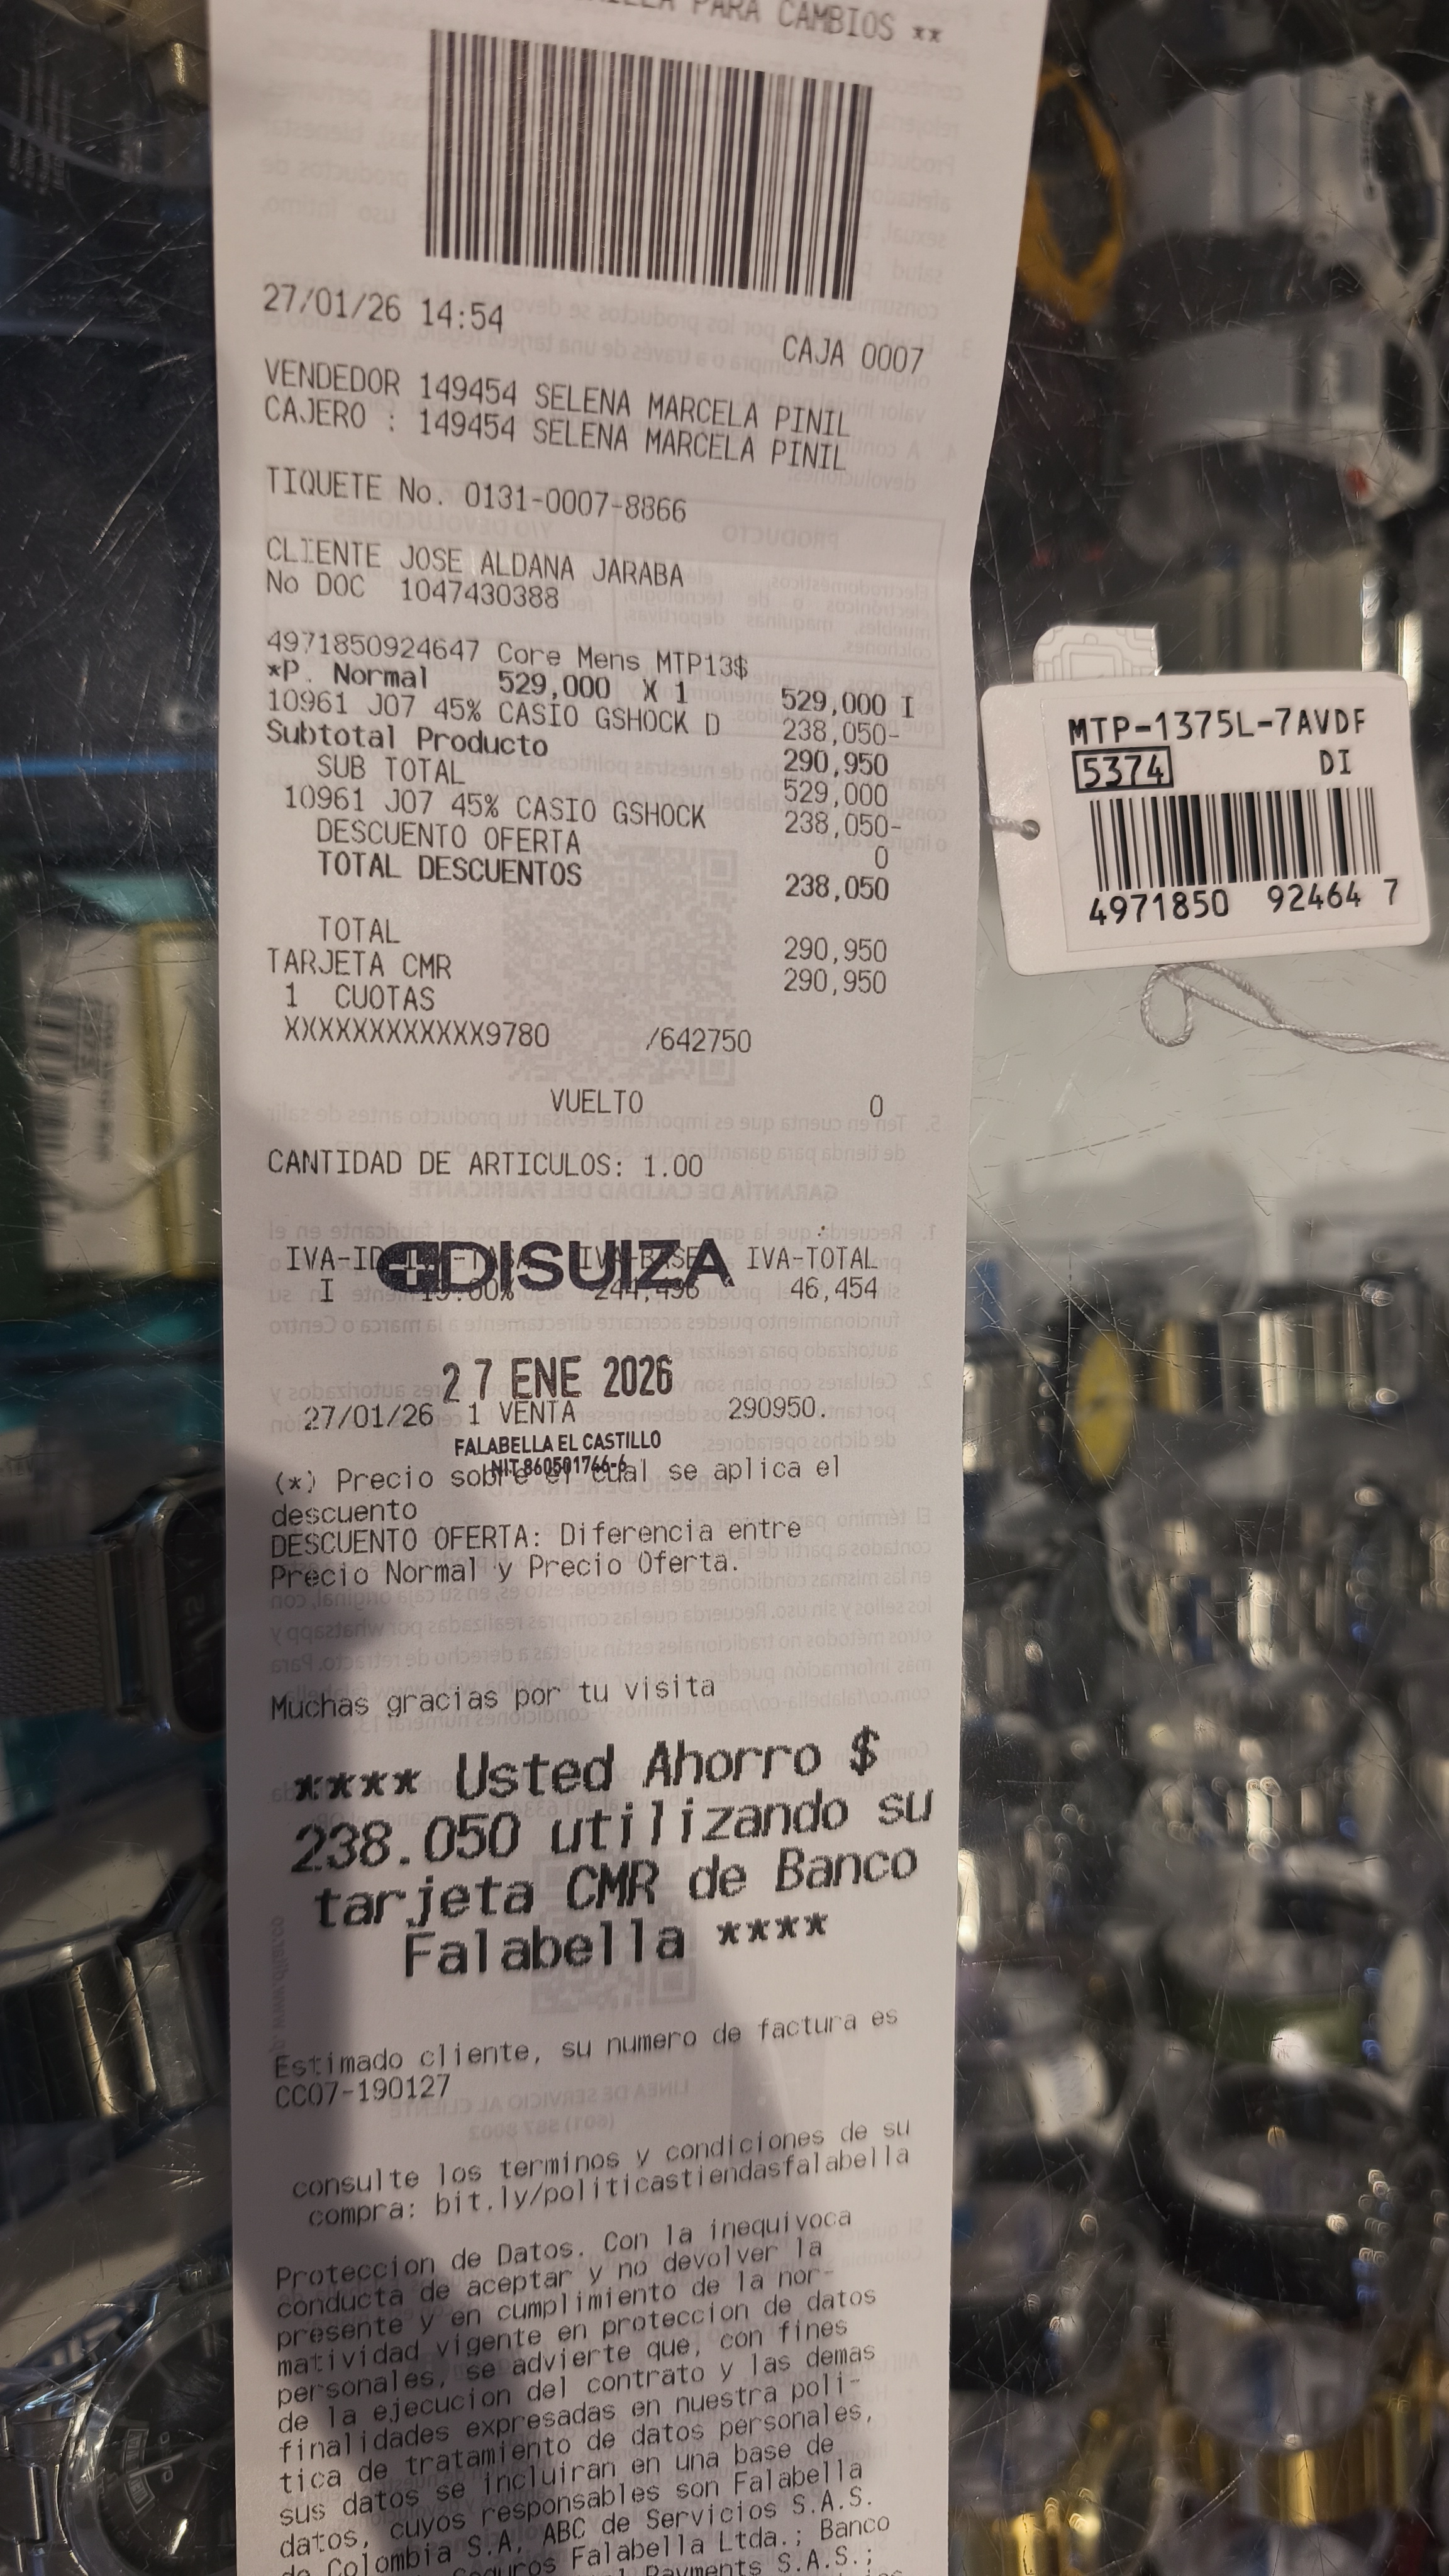 PARA CAMBIOS **
27/01/26 14:54
CAJA 0007
VENDEDOR 149454 SELENA MARCELA PINIL
CAJERO : 149454 SELENA MARCELA PINIL
TIQUETE No. 0131-0007-8866
CLIENTE JOSE ALDANA JARABA
No DOC 1047430388
4971850924647 Core Mens MTP13$
*P. Normal 529,000 X 1 529,000 I
10961 J07 45% CASIO GSHOCK D 238,050-
Subtotal Producto 290,950
SUB TOTAL 529,000
10961 J07 45% CASIO GSHOCK 238,050-
DESCUENTO OFERTA 0
TOTAL DESCUENTOS 238,050
TOTAL 290,950
TARJETA CMR 290,950
1 CUOTAS
XXXXXXXXXXXX9780 /642750
VUELTO 0
CANTIDAD DE ARTICULOS: 1.00
IVA-TOTAL
DISUIZA
I 46,454
27 ENE 2026
27/01/26 1 VENTA 290950.
FALABELLA EL CASTILLO
NIT 860501766-6
(*) Precio sobre el cual se aplica el
descuento
DESCUENTO OFERTA: Diferencia entre
Precio Normal y Precio Oferta.
Muchas gracias por tu visita
**** Usted Ahorro $
238.050 utilizando su
tarjeta CMR de Banco
Falabella ****
Estimado cliente, su numero de factura es
CC07-190127
consulte los terminos y condiciones de su
compra: bit.ly/politicastiendasfalabella
Proteccion de Datos. Con la inequivoca
conducta de aceptar y no devolver la
presente y en cumplimiento de la nor-
matividad vigente en proteccion de datos
personales, se advierte que, con fines
de la ejecucion del contrato y las demas
finalidades expresadas en nuestra poli-
tica de tratamiento de datos personales,
sus datos se incluiran en una base de
datos, cuyos responsables son Falabella
de Colombia S.A, ABC de Servicios S.A.S.
Seguros Falabella Ltda.; Banco
Payments S.A.S.;
MTP-1375L-7AVDF
5374 DI
4971850 92464 7